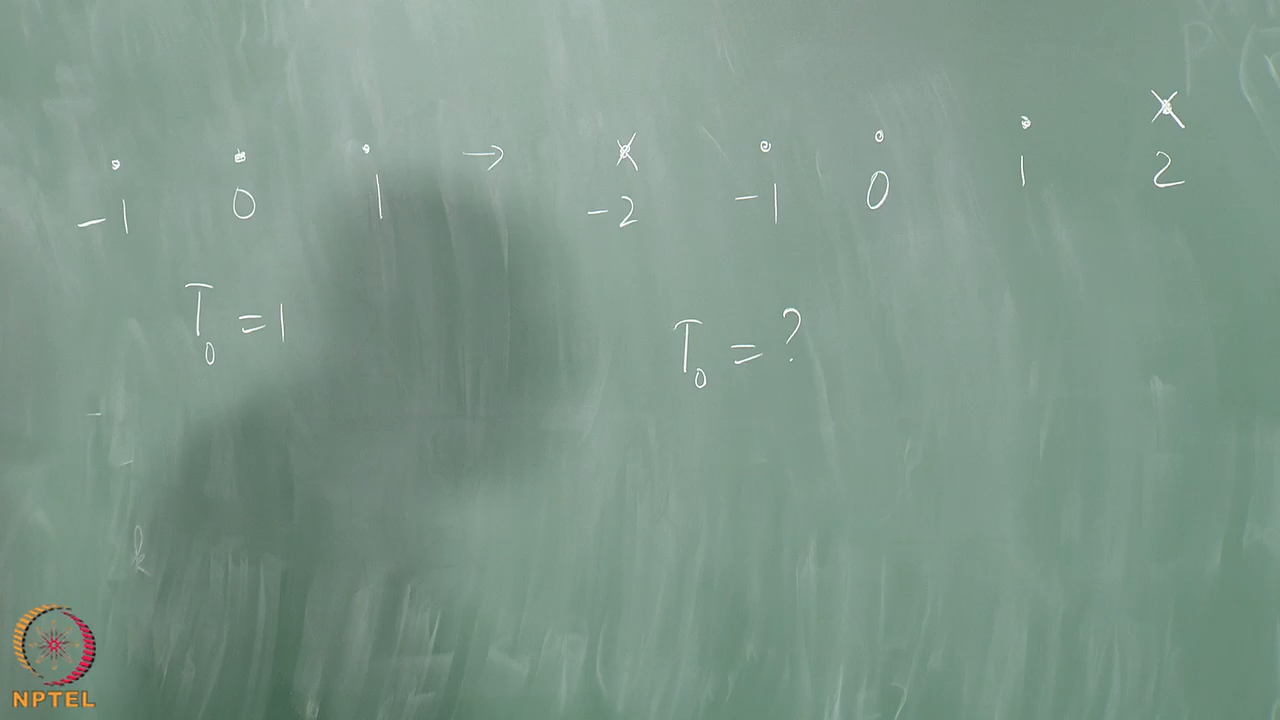 -1 0 1 → -2 -1 0 1 2
T₀ = 1 T₀ = ?
k
P(
NPTEL